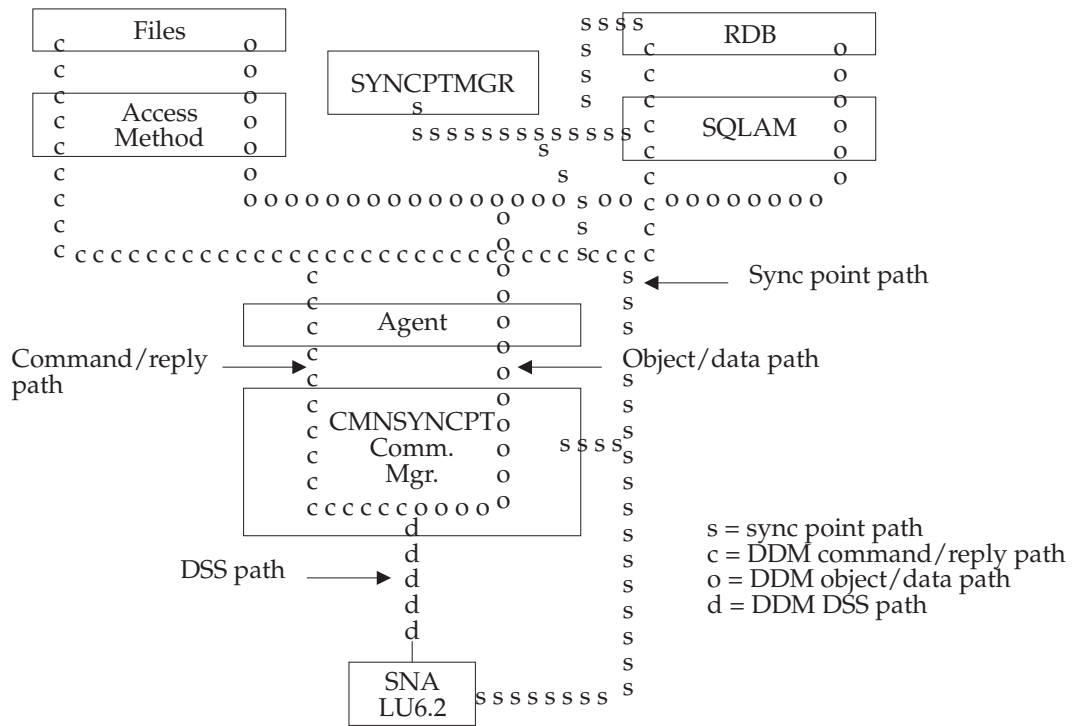 Files
RDB
SYNCPTMGR
Access
Method
SQLAM
s s s s
s s s s s s s s s s s s s
o o o o o o o o o o o o o o o o o o o o o o o o o o
c c c c c c c c c c c c c c c c c c c c c c c c c c s c c c c
Sync point path
Agent
Command/reply
path
Object/data path
CMNSYNCPT
Comm.
Mgr.
s s s s
c c c c c c o o o o
s = sync point path
c = DDM command/reply path
o = DDM object/data path
d = DDM DSS path
DSS path
d
d
d
d
d
SNA
LU6.2
s s s s s s s s